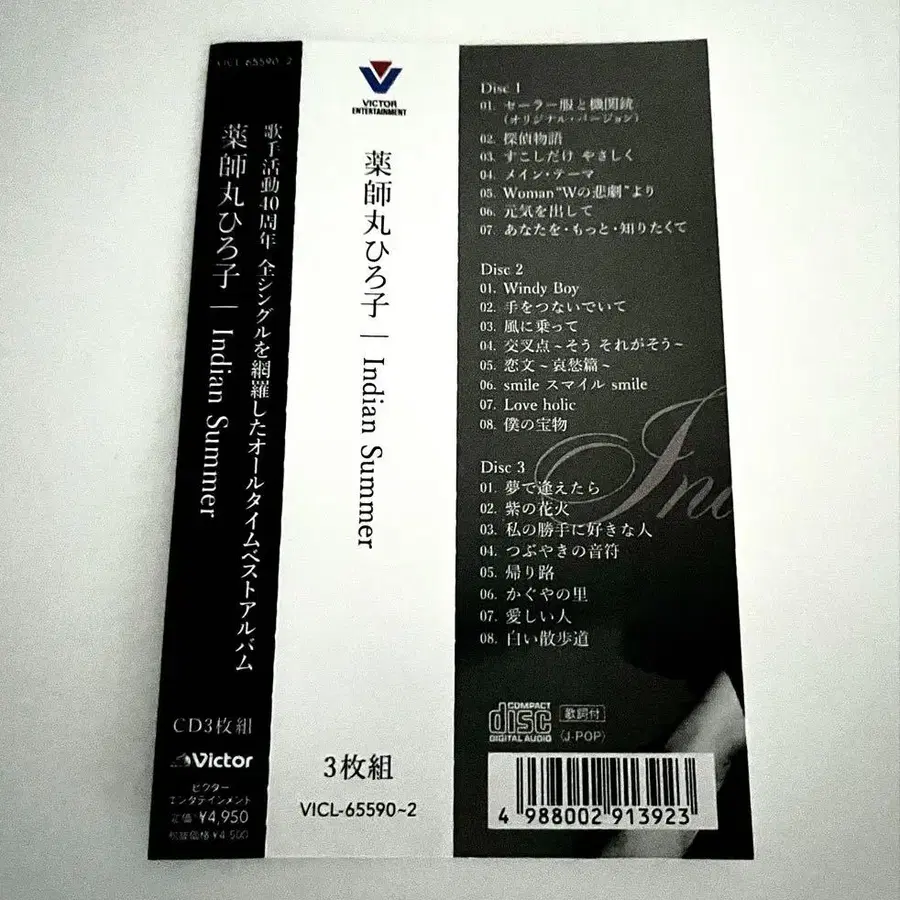 VICL-65590~2
歌手活動40周年 全シングルを網羅したオールタイムベストアルバム
薬師丸ひろ子 | Indian Summer
CD3枚組
Victor
ビクター
エンタテインメント
定価 ¥4,950
税抜価格 ¥4,500
VICTOR
ENTERTAINMENT
薬師丸ひろ子 | Indian Summer
3枚組
VICL-65590~2
Disc 1
01. セーラー服と機関銃
(オリジナル・バージョン)
02. 探偵物語
03. すこしだけ やさしく
04. メイン・テーマ
05. Woman “Wの悲劇”より
06. 元気を出して
07. あなたを・もっと・知りたくて
Disc 2
01. Windy Boy
02. 手をつないでいて
03. 風に乗って
04. 交叉点~そう それがそう~
05. 恋文~哀愁篇~
06. smile スマイル smile
07. Love holic
08. 僕の宝物
Disc 3
01. 夢で逢えたら
02. 紫の花火
03. 私の勝手に好きな人
04. つぶやきの音符
05. 帰り路
06. かぐやの里
07. 愛しい人
08. 白い散歩道
Ind
COMPACT
disc
DIGITAL AUDIO
歌詞付
(J-POP)
4 988002 913923